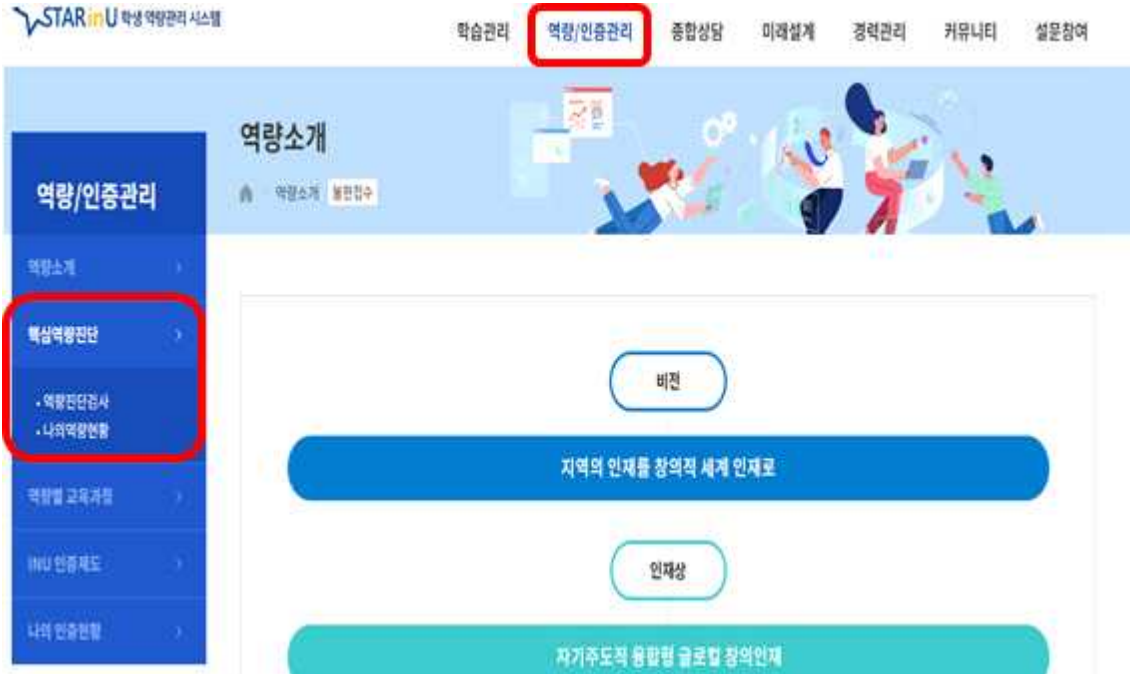 STARinU 학생 역량관리 시스템
학습관리 역량/인증관리 종합상담 미래설계 경력관리 커뮤니티 설문참여
역량소개
역량소개 불편접수
역량/인증관리
역량소개
핵심역량진단
• 역량진단검사
• 나의역량현황
역량별 교육과정
INU 인증제도
나의 인증현황
비전
지역의 인재를 창의적 세계 인재로
인재상
자기주도적 융합형 글로컬 창의인재